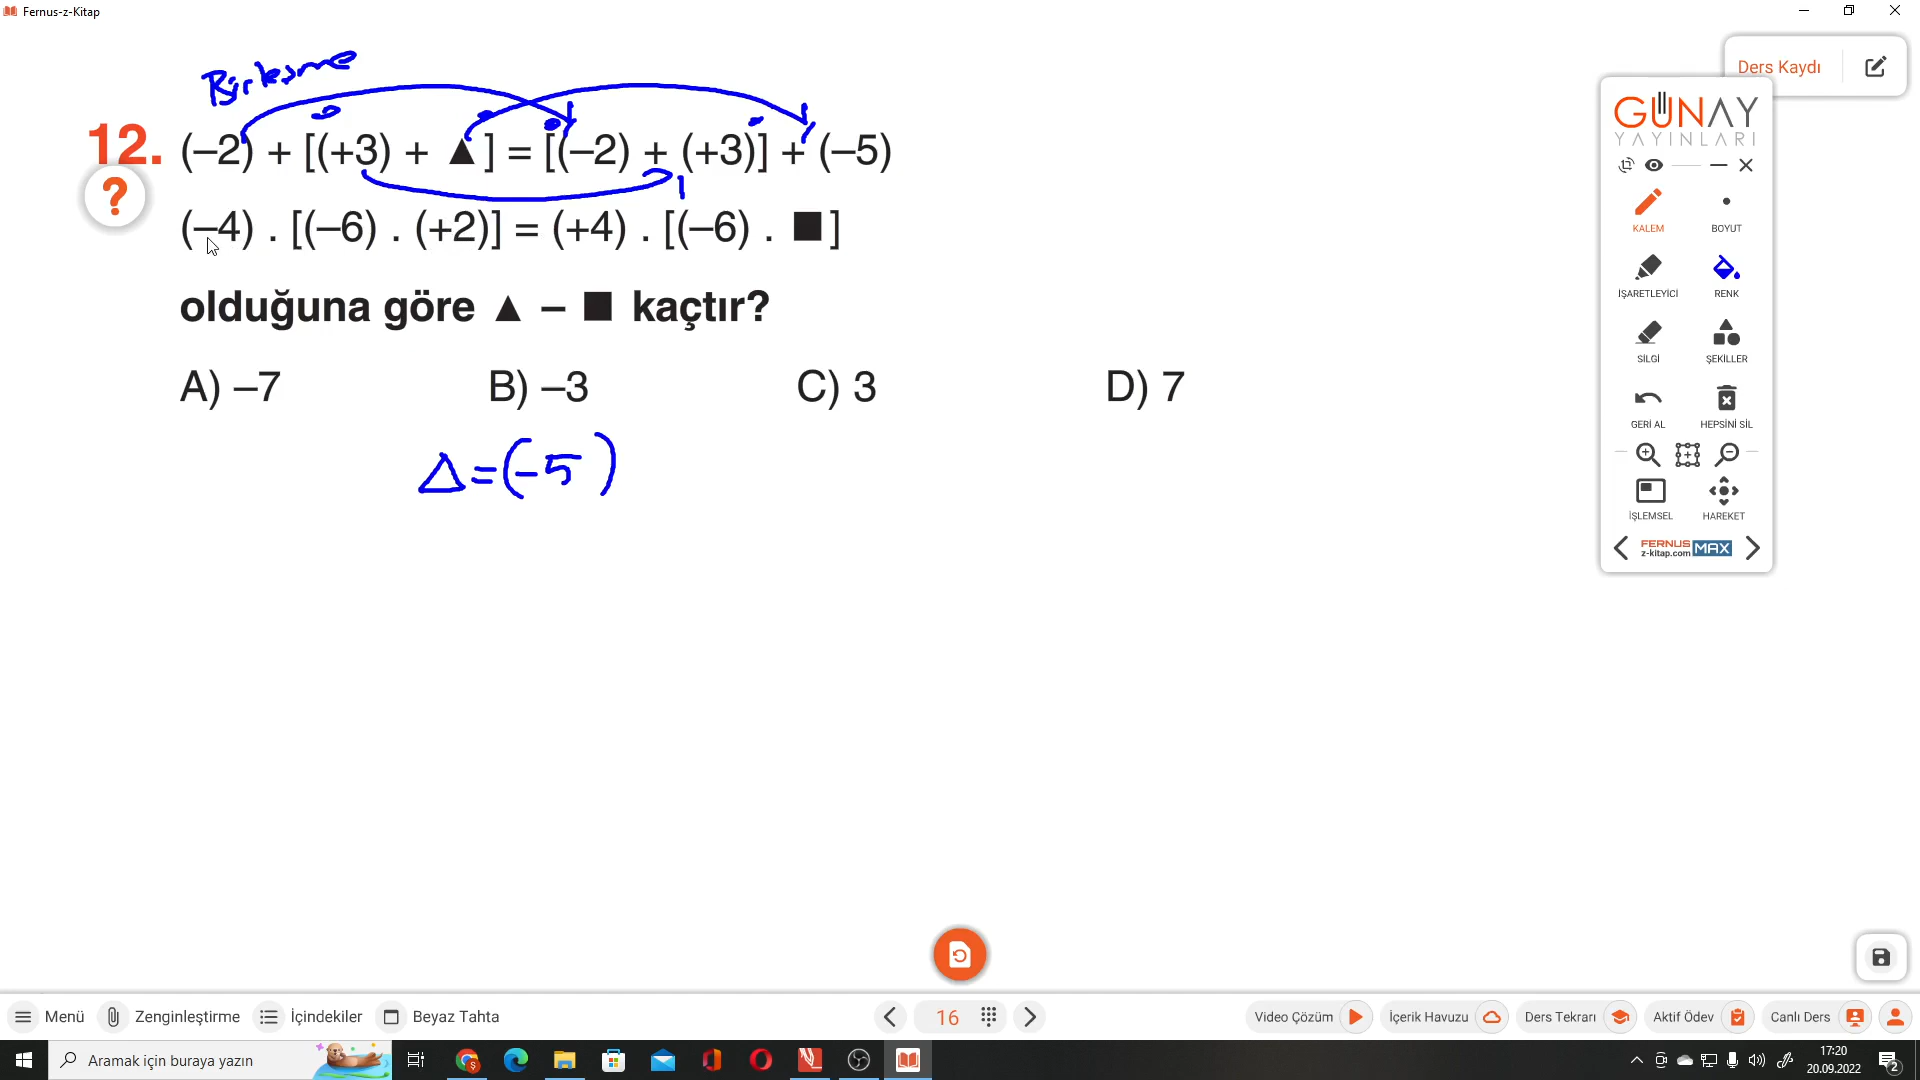 Fernus-z-Kitap
Ders Kaydı
Birleşme
12. (–2) + [(+3) + ▲] = [(–2) + (+3)] + (–5)
?
(–4) . [(–6) . (+2)] = (+4) . [(–6) . ■]
olduğuna göre ▲ – ■ kaçtır?
A) –7 B) –3 C) 3 D) 7
Δ = (-5)
GÜNAY
YAYINLARI
KALEM BOYUT
İŞARETLEYİCİ RENK
SİLGİ ŞEKİLLER
GERİ AL HEPSİNİ SİL
İŞLEMSEL HAREKET
FERNUS MAX
z-kitap.com
Menü Zenginleştirme İçindekiler Beyaz Tahta 16 Video Çözüm İçerik Havuzu Ders Tekrarı Aktif Ödev Canlı Ders
Aramak için buraya yazın
17:20
20.09.2022
2